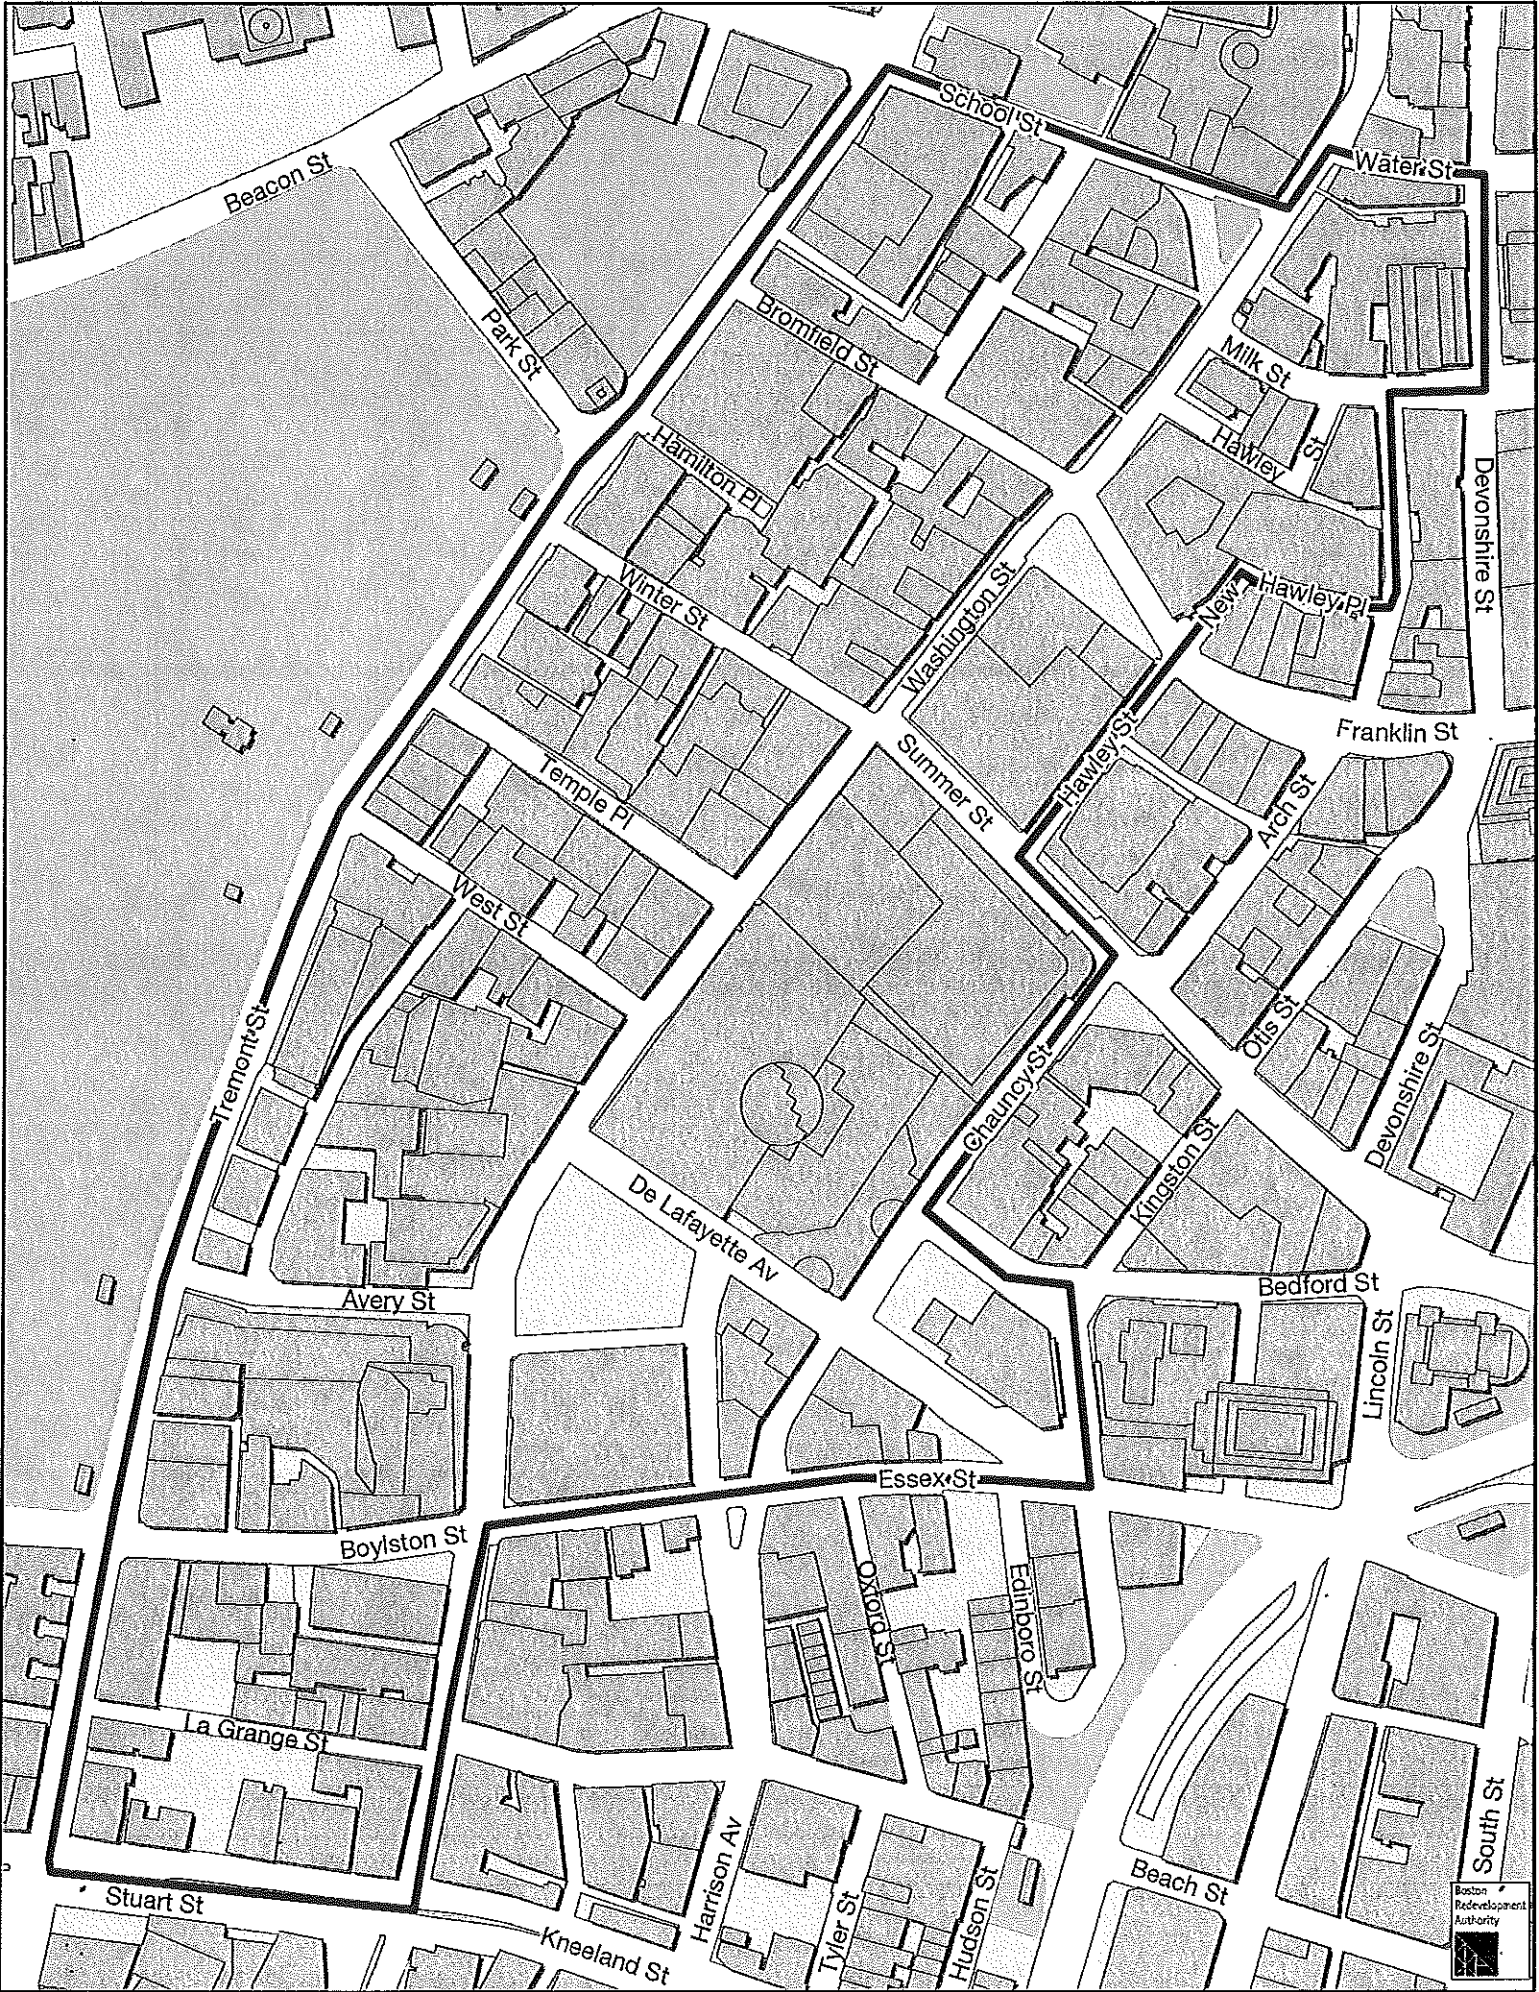 School St
Water St
Beacon St
Park St
Bromfield St
Milk St
Hawley
St
Hamilton Pl
Devonshire St
Winter St
Washington St
New
Hawley Pl
Franklin St
Hawley St
Summer St
Temple Pl
Arch St
West St
Tremont St
Otis St
Devonshire St
Chauncy St
Kingston St
De Lafayette Av
Bedford St
Avery St
Lincoln St
Essex St
Boylston St
Oxford St
Edinboro St
La Grange St
South St
Harrison Av
Beach St
Stuart St
Tyler St
Hudson St
Kneeland St
Boston
Redevelopment
Authority